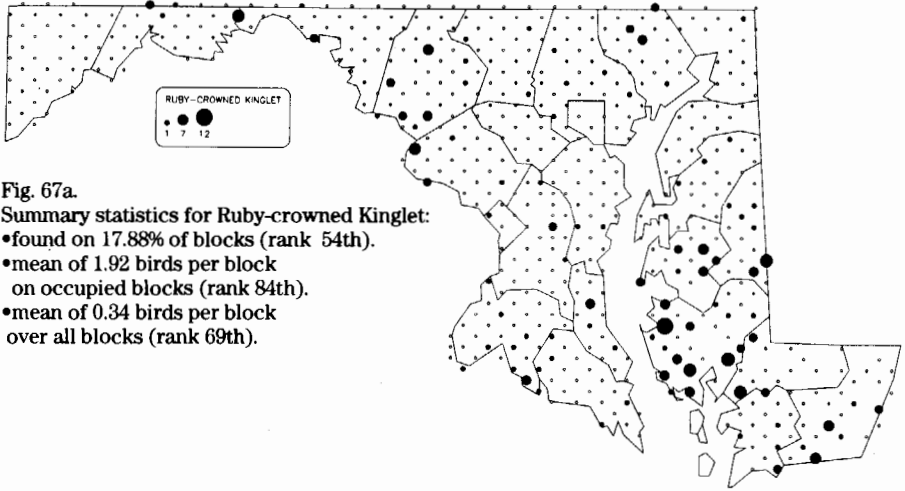 RUBY-CROWNED KINGLET
1 7 12
Fig. 67a.
Summary statistics for Ruby-crowned Kinglet:
•found on 17.88% of blocks (rank 54th).
•mean of 1.92 birds per block
on occupied blocks (rank 84th).
•mean of 0.34 birds per block
over all blocks (rank 69th).